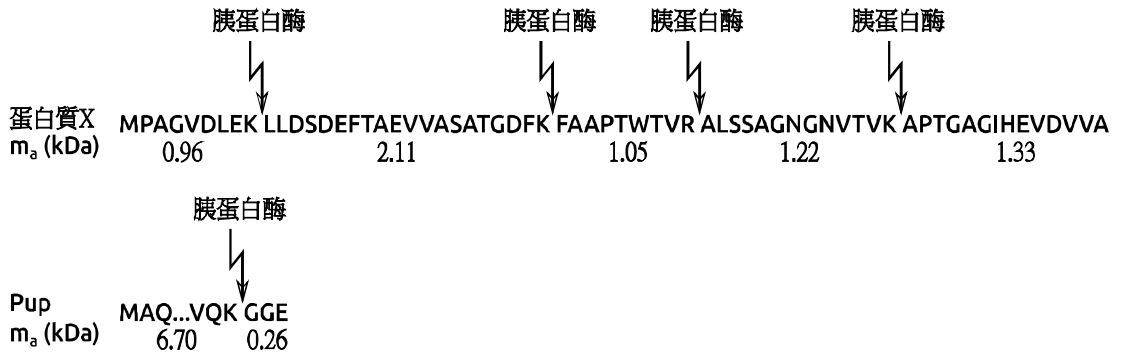 胰蛋白酶 胰蛋白酶 胰蛋白酶 胰蛋白酶
蛋白質X MPAGVDLEK LLDSDEFTAEVVASATGDFK FAAPTWTVR ALSSAGNGNVTVK APTGAGIHEVDVVA
ma (kDa) 0.96 2.11 1.05 1.22 1.33
胰蛋白酶
Pup MAQ...VQK GGE
ma (kDa) 6.70 0.26